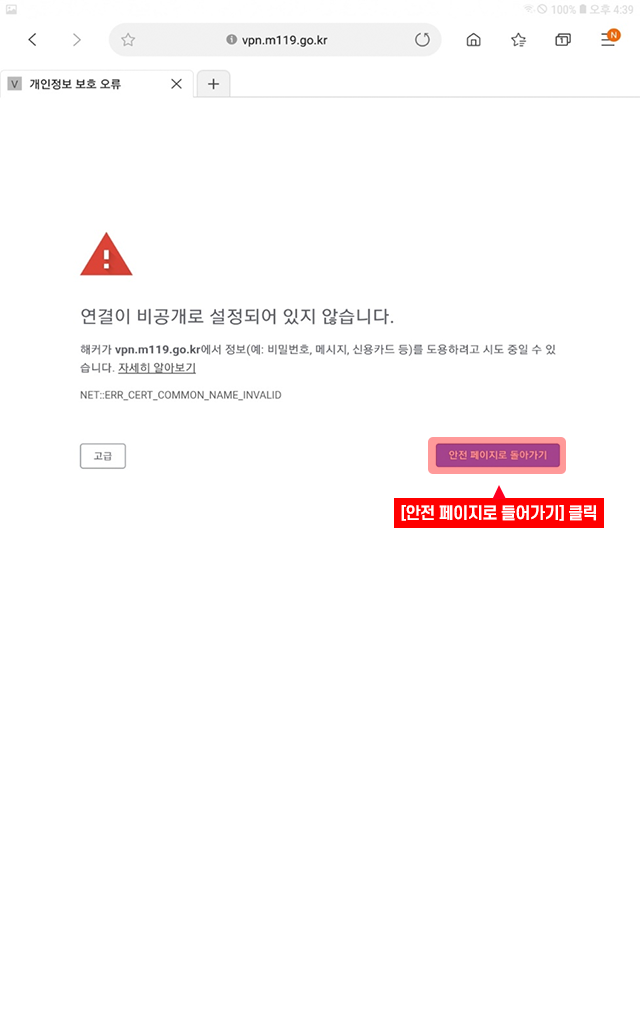 100% 오후 4:39
vpn.m119.go.kr
N
1
V 개인정보 보호 오류
연결이 비공개로 설정되어 있지 않습니다.
해커가 vpn.m119.go.kr에서 정보(예: 비밀번호, 메시지, 신용카드 등)를 도용하려고 시도 중일 수 있
습니다. 자세히 알아보기
NET::ERR_CERT_COMMON_NAME_INVALID
고급
안전 페이지로 돌아가기
[안전 페이지로 들어가기] 클릭